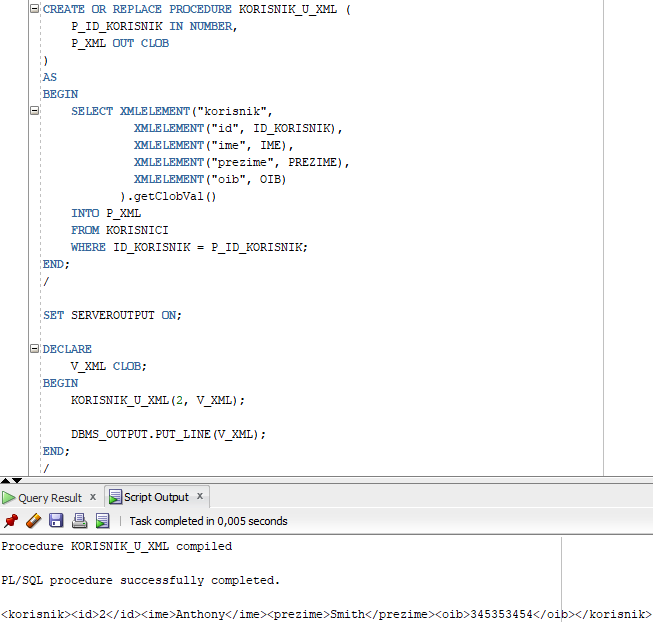 CREATE OR REPLACE PROCEDURE KORISNIK_U_XML (
    P_ID_KORISNIK IN NUMBER,
    P_XML OUT CLOB
)
AS
BEGIN
    SELECT XMLELEMENT("korisnik",
             XMLELEMENT("id", ID_KORISNIK),
             XMLELEMENT("ime", IME),
             XMLELEMENT("prezime", PREZIME),
             XMLELEMENT("oib", OIB)
           ).getClobVal()
    INTO P_XML
    FROM KORISNICI
    WHERE ID_KORISNIK = P_ID_KORISNIK;
END;
/
SET SERVEROUTPUT ON;
DECLARE
    V_XML CLOB;
BEGIN
    KORISNIK_U_XML(2, V_XML);
    DBMS_OUTPUT.PUT_LINE(V_XML);
END;
/
Query Result x Script Output x
Task completed in 0,005 seconds
Procedure KORISNIK_U_XML compiled
PL/SQL procedure successfully completed.
<korisnik><id>2</id><ime>Anthony</ime><prezime>Smith</prezime><oib>345353454</oib></korisnik>